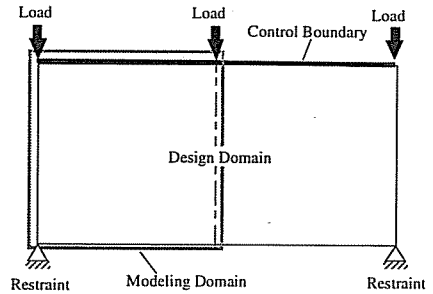 Load
Load
Load
Control Boundary
Design Domain
Restraint
Modeling Domain
Restraint